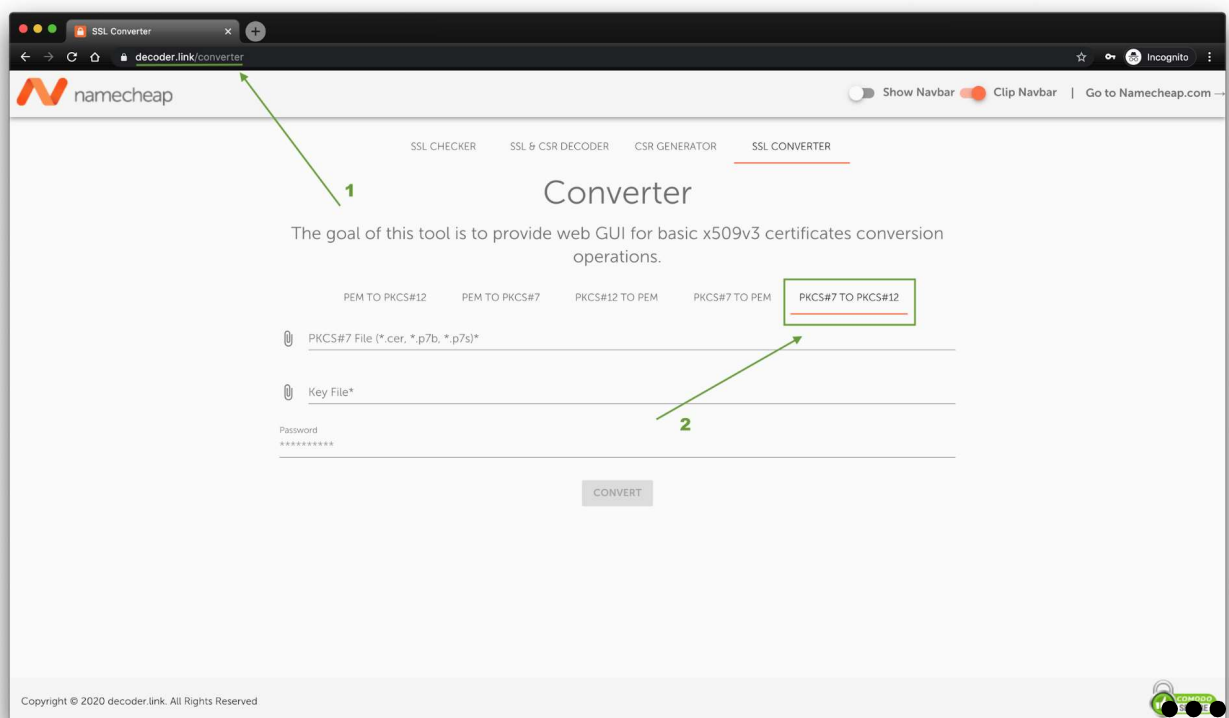 SSL Converter
decoder.link/converter
Incognito
namecheap
Show Navbar Clip Navbar | Go to Namecheap.com →
SSL CHECKER SSL & CSR DECODER CSR GENERATOR SSL CONVERTER
1
Converter
The goal of this tool is to provide web GUI for basic x509v3 certificates conversion
operations.
PEM TO PKCS#12 PEM TO PKCS#7 PKCS#12 TO PEM PKCS#7 TO PEM PKCS#7 TO PKCS#12
PKCS#7 File (*.cer, *.p7b, *.p7s)*
Key File*
2
Password
**********
CONVERT
Copyright © 2020 decoder.link. All Rights Reserved
COMODO